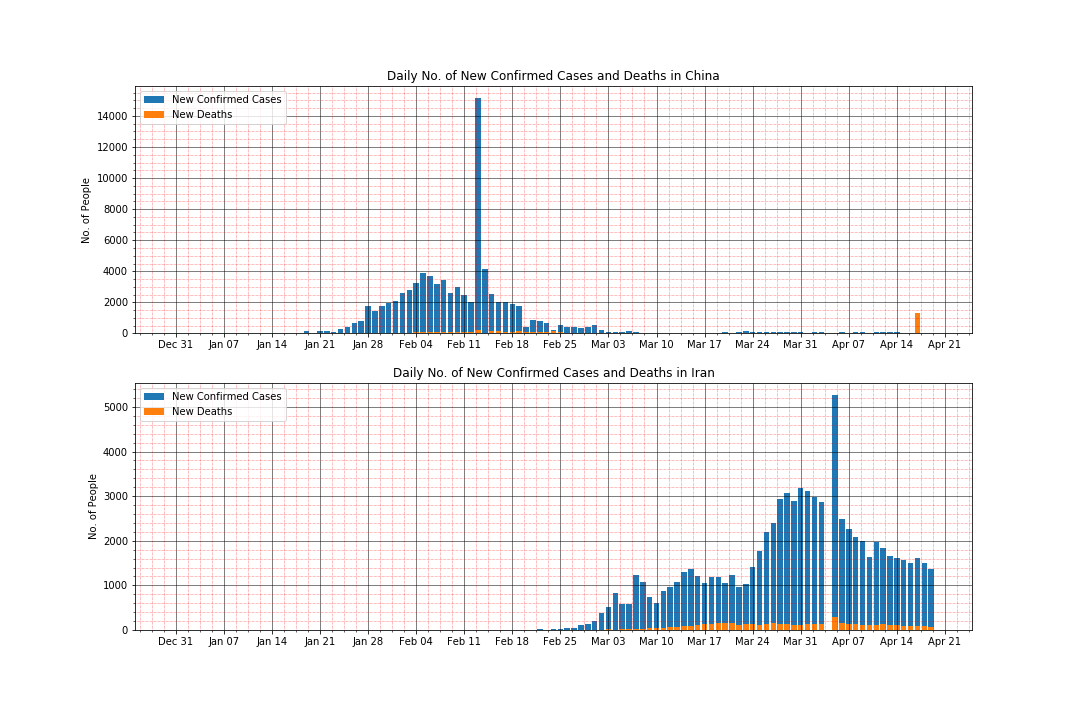 Daily No. of New Confirmed Cases and Deaths in China
New Confirmed Cases
New Deaths
No. of People
14000
12000
10000
8000
6000
4000
2000
0
Dec 31 Jan 07 Jan 14 Jan 21 Jan 28 Feb 04 Feb 11 Feb 18 Feb 25 Mar 03 Mar 10 Mar 17 Mar 24 Mar 31 Apr 07 Apr 14 Apr 21
Daily No. of New Confirmed Cases and Deaths in Iran
New Confirmed Cases
New Deaths
No. of People
5000
4000
3000
2000
1000
0
Dec 31 Jan 07 Jan 14 Jan 21 Jan 28 Feb 04 Feb 11 Feb 18 Feb 25 Mar 03 Mar 10 Mar 17 Mar 24 Mar 31 Apr 07 Apr 14 Apr 21